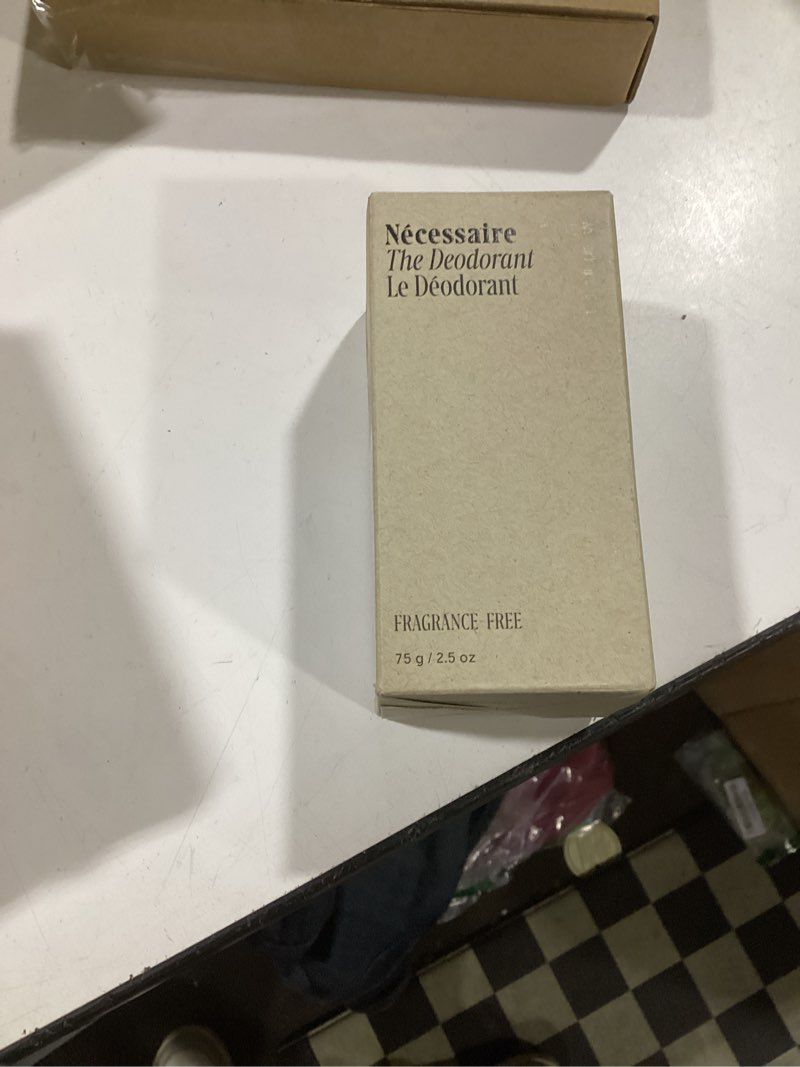 Nécessaire
The Deodorant
Le Déodorant
FRAGRANCE-FREE
75 g / 2.5 oz